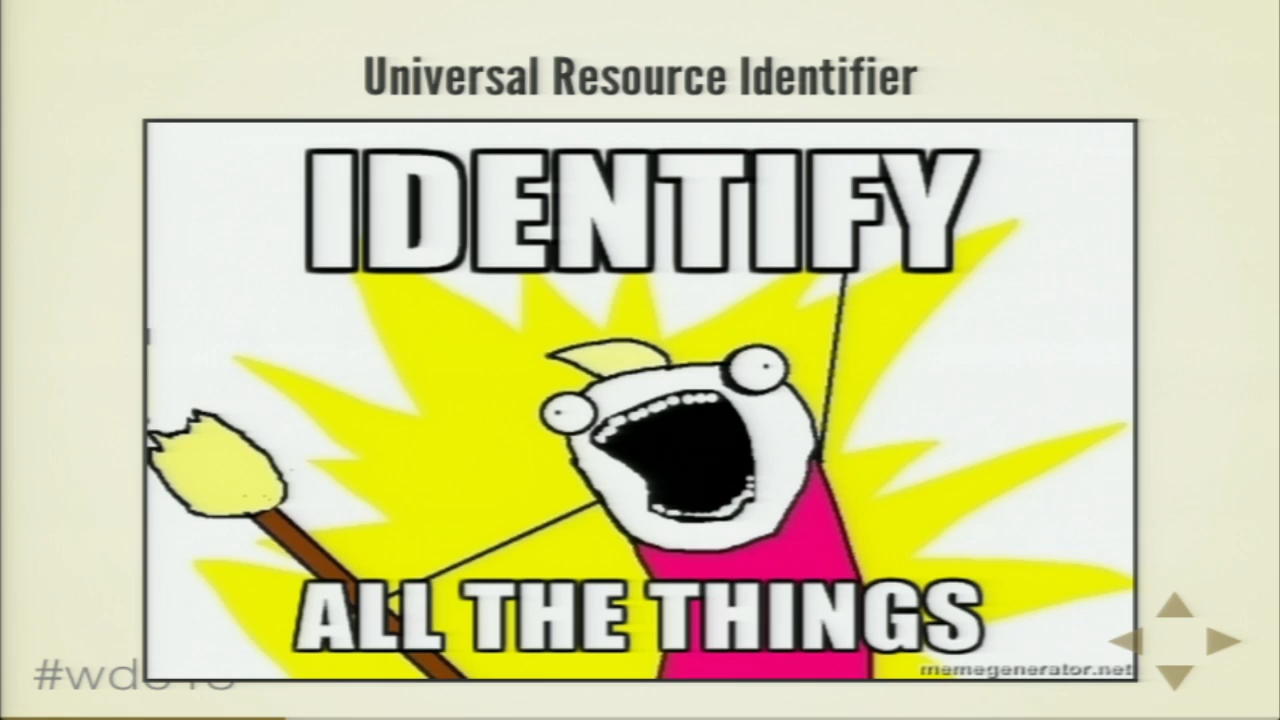 Universal Resource Identifier
IDENTIFY
ALL THE THINGS
memegenerator.net